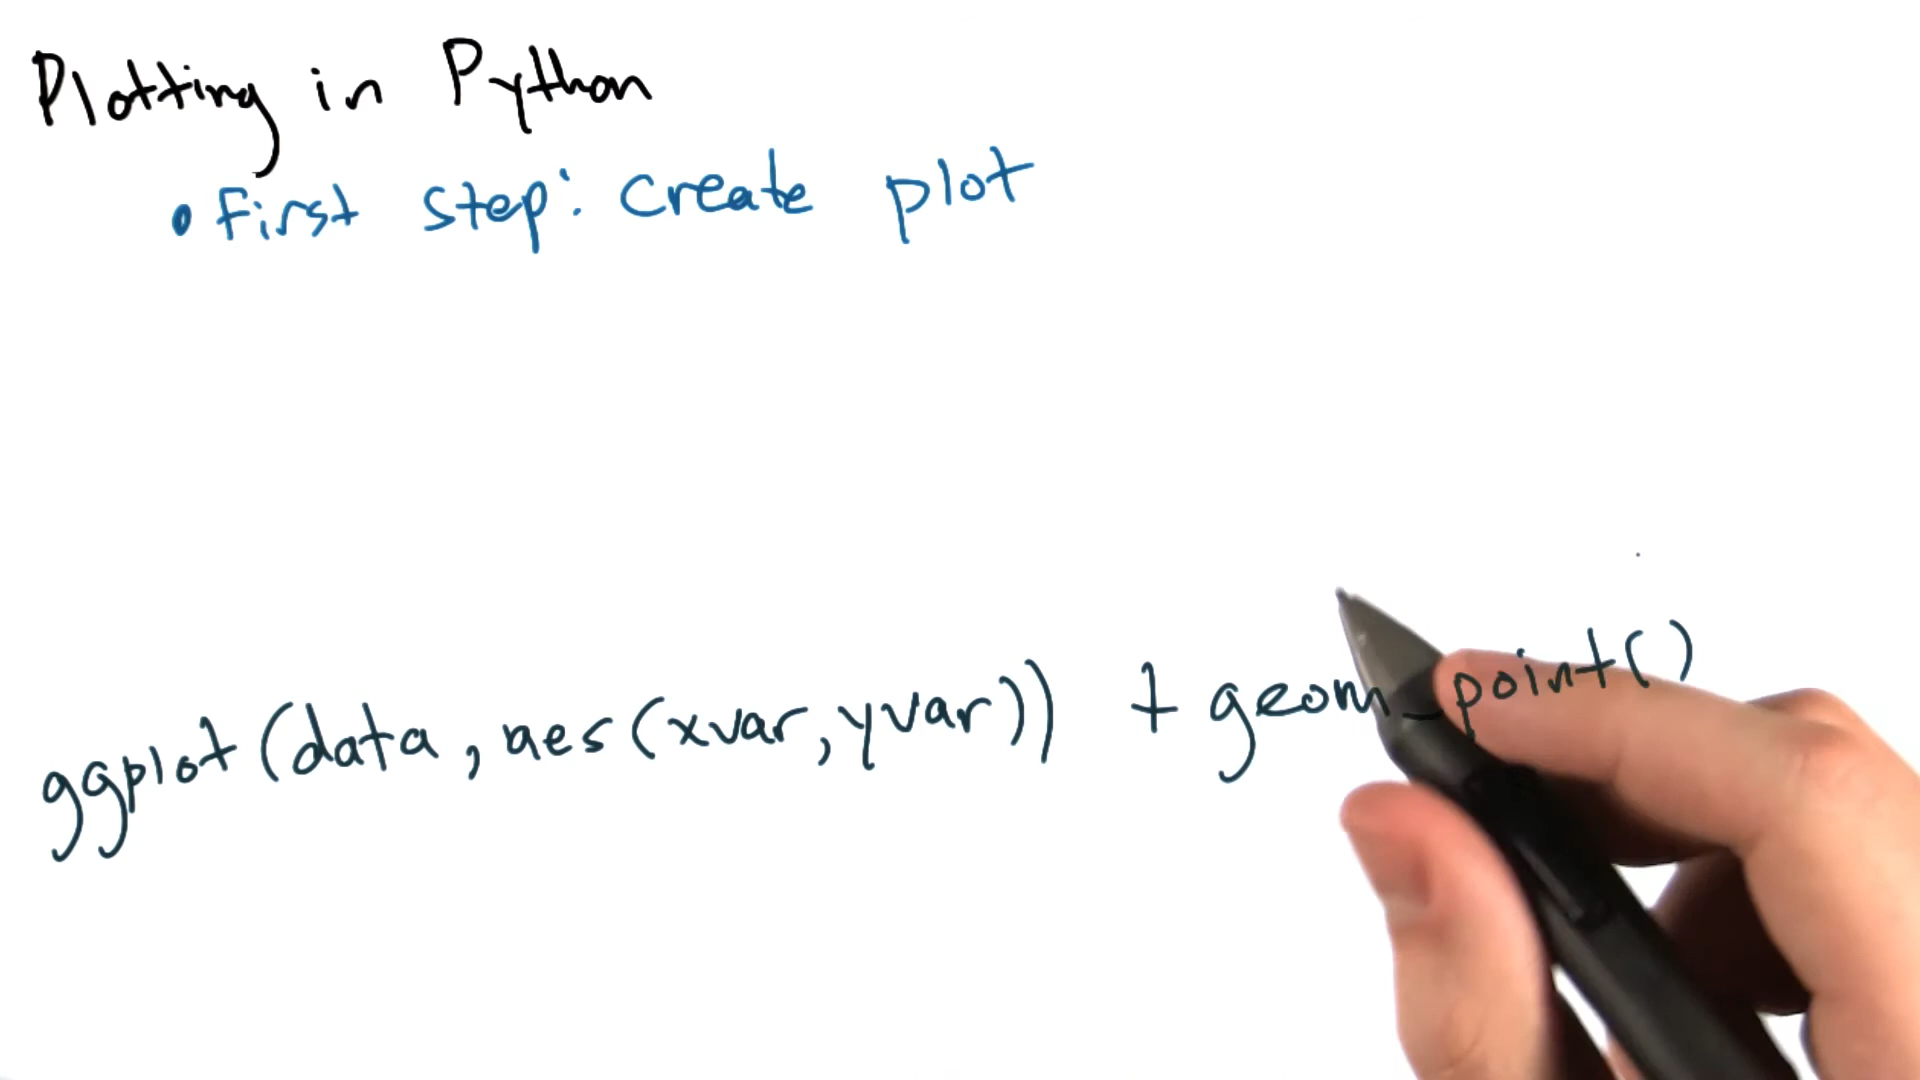 Plotting in Python
• First step: create plot
ggplot(data, aes(xvar, yvar)) + geom_point()